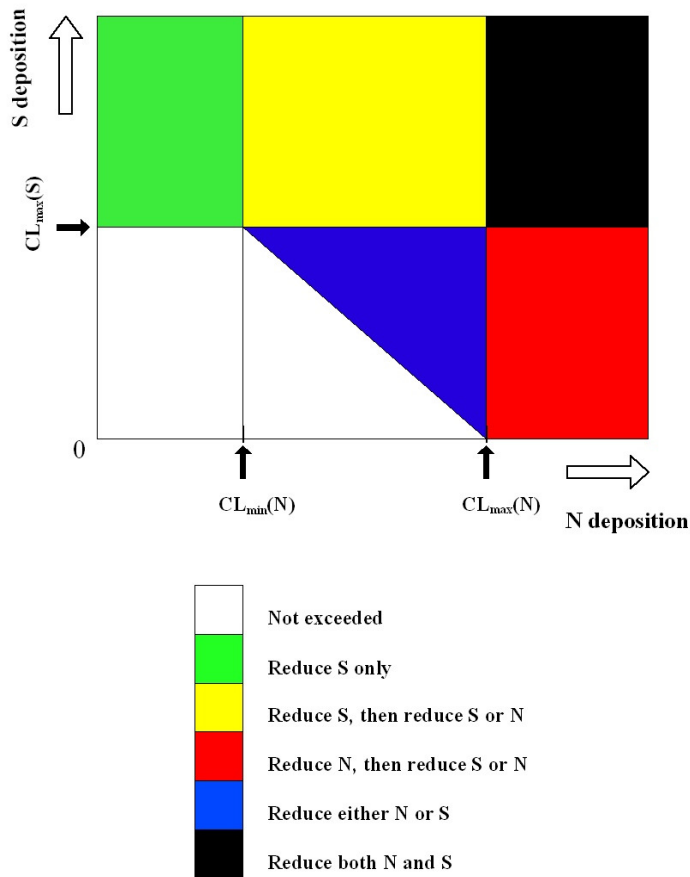 S deposition
CLmax(S)
0
CLmin(N)
CLmax(N)
N deposition
Not exceeded
Reduce S only
Reduce S, then reduce S or N
Reduce N, then reduce S or N
Reduce either N or S
Reduce both N and S